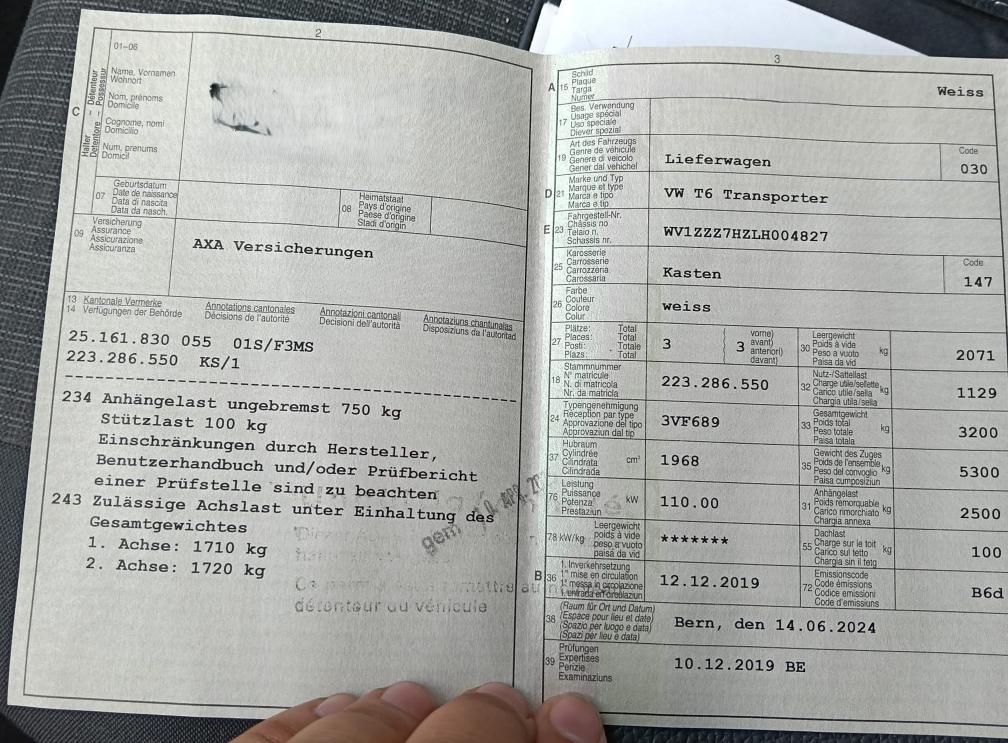 2
01-06
C
Halter
Detentore
Détenteur
Possessur
Name, Vornamen
Wohnort
Nom, prénoms
Domicile
Cognome, nomi
Domicilio
Num, prenums
Domicil
07
Geburtsdatum
Date de naissance
Data di nascita
Data da nasch.
08
Heimatstaat
Pays d'origine
Paese d'origine
Stadi d'origin
09
Versicherung
Assurance
Assicurazione
Assicuranza
AXA Versicherungen
13 Kantonale Vermerke Annotations cantonales Annotazioni cantonali Annotaziuns chantunalas
14 Verfügungen der Behörde Décisions de l'autorité Decisioni dell'autorità Disposiziuns da l'autoritad
25.161.830 055 01S/F3MS
223.286.550 KS/1
234 Anhängelast ungebremst 750 kg
Stützlast 100 kg
Einschränkungen durch Hersteller,
Benutzerhandbuch und/oder Prüfbericht
einer Prüfstelle sind zu beachten
243 Zulässige Achslast unter Einhaltung des
Gesamtgewichtes
1. Achse: 1710 kg
2. Achse: 1720 kg
détenteur du véhicule
3
A 15
Schild
Plaque
Targa
Numer
Weiss
17
Bes. Verwendung
Usage spécial
Uso speciale
Diever spezial
19
Art des Fahrzeugs
Genre de véhicule
Genere di veicolo
Gener dal vehichel
Lieferwagen
Code
030
D 21
Marke und Typ
Marque et type
Marca e tipo
Marca e tip
VW T6 Transporter
E 23
Fahrgestell-Nr.
Châssis no
Telaio n.
Schassis nr.
WV1ZZZ7HZLH004827
25
Karosserie
Carrosserie
Carrozzeria
Carossaria
Kasten
Code
147
26
Farbe
Couleur
Colore
Colur
weiss
27
Plätze: Total
Places: Total
Posti: Totale
Plazs: Total
3
vorne)
avant)
anteriori)
davant)
3
30
Leergewicht
Poids à vide
Peso a vuoto
Paisa da vid
kg
2071
18
Stammnummer
N° matricule
N. di matricola
Nr. da matricla
223.286.550
32
Nutz-/Sattellast
Charge utile/sellette
Carico utile/sella
Chargia utila/sella
kg
1129
24
Typengenehmigung
Réception par type
Approvazione del tipo
Approvaziun dal tip
3VF689
33
Gesamtgewicht
Poids total
Peso totale
Paisa totala
kg
3200
37
Hubraum
Cylindrée
Cilindrata
Cilindrada
cm³
1968
35
Gewicht des Zuges
Poids de l'ensemble
Peso del convoglio
Paisa cumposiziun
kg
5300
76
Leistung
Puissance
Potenza
Prestaziun
kW
110.00
31
Anhängelast
Poids remorquable
Carico rimorchiato
Chargia annexa
kg
2500
78 kW/kg
Leergewicht
poids à vide
peso a vuoto
paisa da vid
*******
55
Dachlast
Charge sur le toit
Carico sul tetto
Chargia sin il tetg
kg
100
B 36
1. Inverkehrsetzung
1re mise en circulation
1a messa in circolazione
1. entrada en circulaziun
12.12.2019
72
Emissionscode
Code émissions
Codice emissioni
Code d'emissiuns
B6d
38
(Raum für Ort und Datum)
(Espace pour lieu et date)
(Spazio per luogo e data)
(Spazi per lieu e data)
Bern, den 14.06.2024
39
Prüfungen
Expertises
Perizie
Examinaziuns
10.12.2019 BE